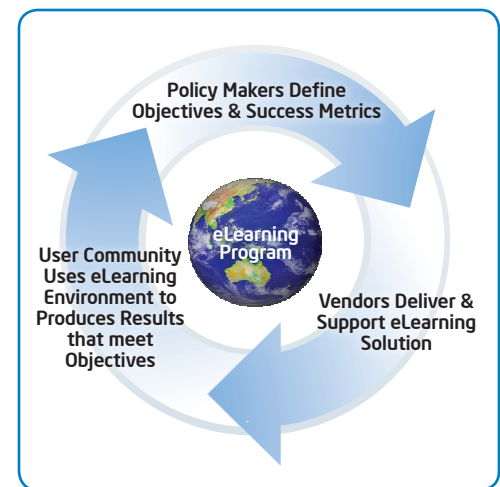 Policy Makers Define
Objectives & Success Metrics
eLearning
Program
Vendors Deliver &
Support eLearning
Solution
User Community
Uses eLearning
Environment to
Produces Results
that meet
Objectives